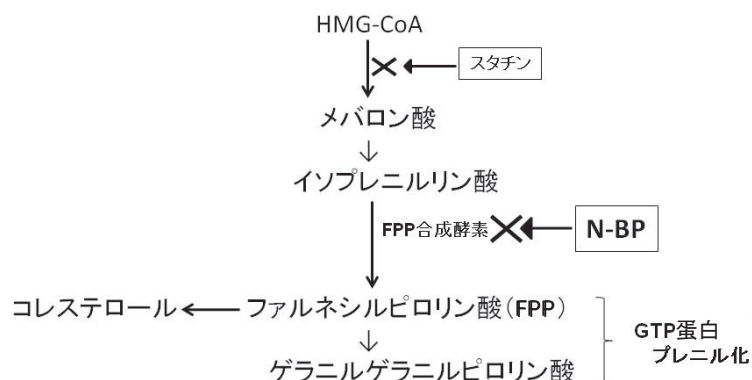 HMG-CoA
スタチン
メバロン酸
イソプレニルリン酸
FPP合成酵素
N-BP
コレステロール
ファルネシルピロリン酸(FPP)
GTP蛋白
プレニル化
ゲラニルゲラニルピロリン酸